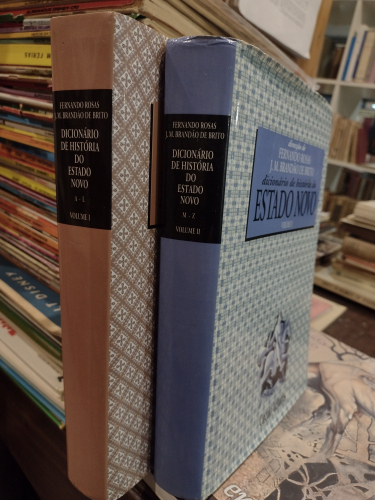 FERNANDO ROSAS
J. M. BRANDÃO DE BRITO
DICIONÁRIO
DE HISTÓRIA
DO
ESTADO
NOVO
A - L
VOLUME I
FERNANDO ROSAS
J. M. BRANDÃO DE BRITO
DICIONÁRIO
DE HISTÓRIA
DO
ESTADO
NOVO
M - Z
VOLUME II
direcção de
FERNANDO ROSAS
J. M. BRANDÃO DE BRITO
dicionário de história do
ESTADO NOVO